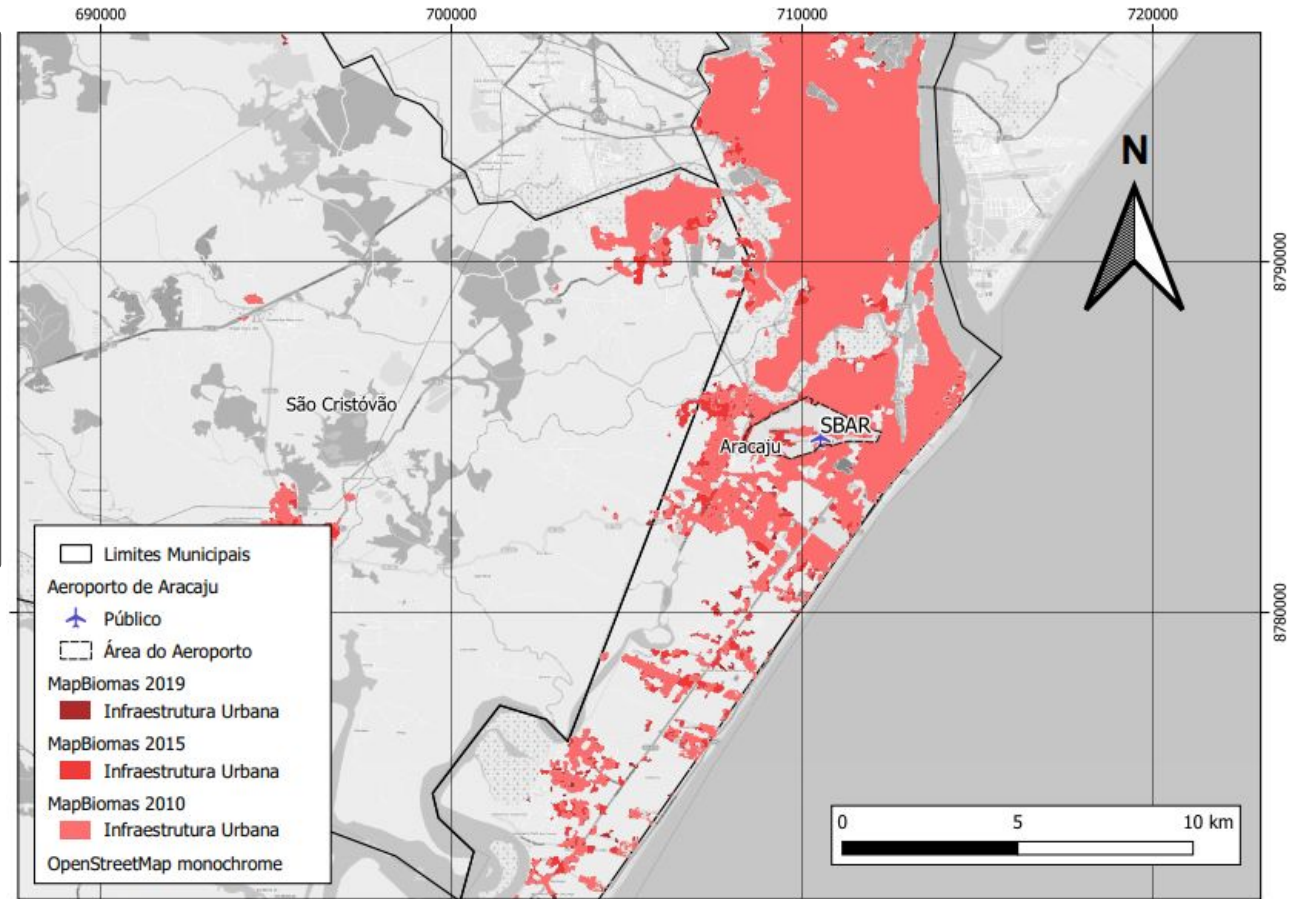 690000
700000
710000
720000
N
8790000
São Cristóvão
SBAR
Aracaju
8780000
Limites Municipais
Aeroporto de Aracaju
Público
Área do Aeroporto
MapBiomas 2019
Infraestrutura Urbana
MapBiomas 2015
Infraestrutura Urbana
MapBiomas 2010
Infraestrutura Urbana
OpenStreetMap monochrome
0
5
10 km